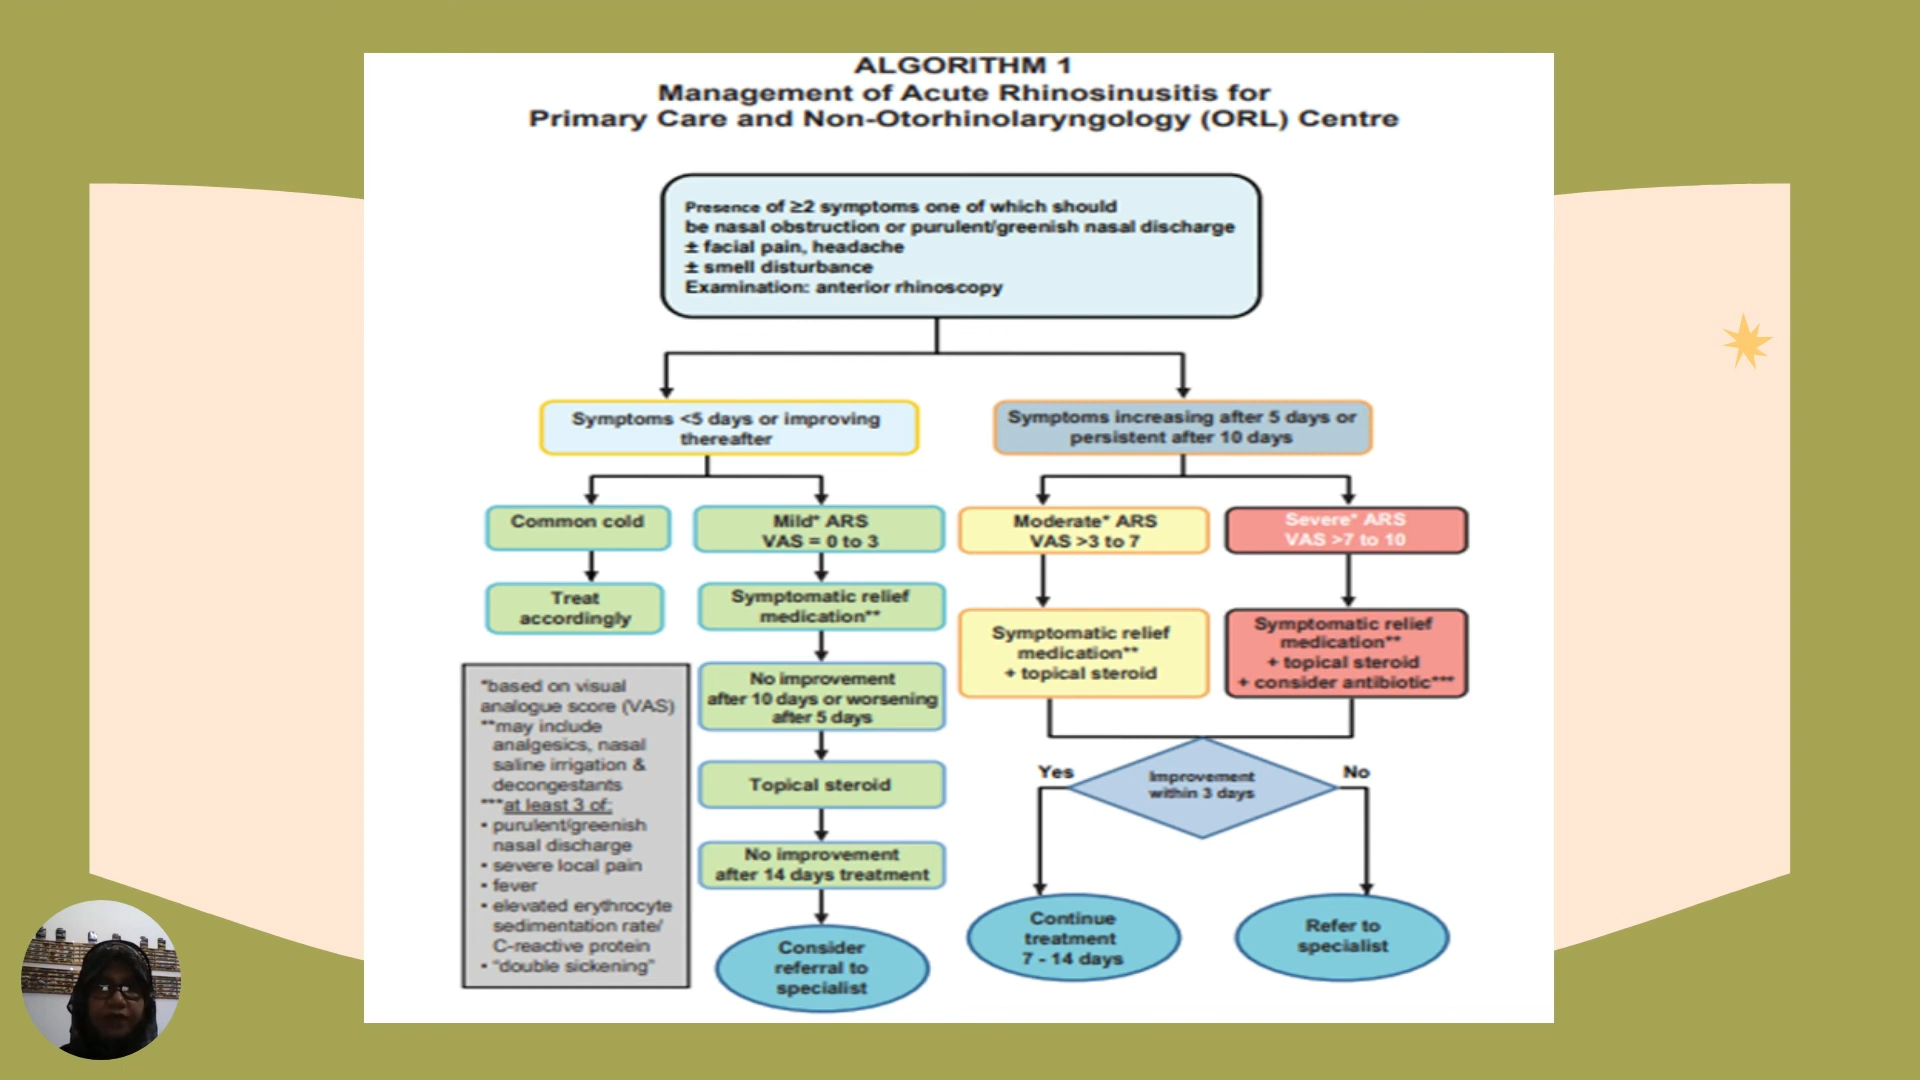 ALGORITHM 1
Management of Acute Rhinosinusitis for
Primary Care and Non-Otorhinolaryngology (ORL) Centre
Presence of ≥2 symptoms one of which should
be nasal obstruction or purulent/greenish nasal discharge
± facial pain, headache
± smell disturbance
Examination: anterior rhinoscopy
Symptoms <5 days or improving
thereafter
Symptoms increasing after 5 days or
persistent after 10 days
Common cold
Mild* ARS
VAS = 0 to 3
Moderate* ARS
VAS >3 to 7
Severe* ARS
VAS >7 to 10
Treat
accordingly
Symptomatic relief
medication**
Symptomatic relief
medication**
+ topical steroid
Symptomatic relief
medication**
+ topical steroid
+ consider antibiotic***
No improvement
after 10 days or worsening
after 5 days
Topical steroid
No improvement
after 14 days treatment
Consider
referral to
specialist
Yes
Improvement
within 3 days
No
Continue
treatment
7 - 14 days
Refer to
specialist
*based on visual
analogue score (VAS)
**may include
analgesics, nasal
saline irrigation &
decongestants
***at least 3 of:
• purulent/greenish
nasal discharge
• severe local pain
• fever
• elevated erythrocyte
sedimentation rate/
C-reactive protein
• “double sickening”